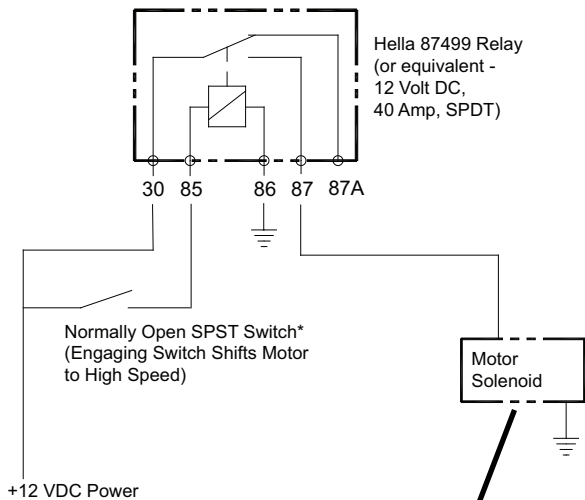 Hella 87499 Relay
(or equivalent -
12 Volt DC,
40 Amp, SPDT)
30 85 86 87 87A
Normally Open SPST Switch*
(Engaging Switch Shifts Motor
to High Speed)
Motor
Solenoid
+12 VDC Power